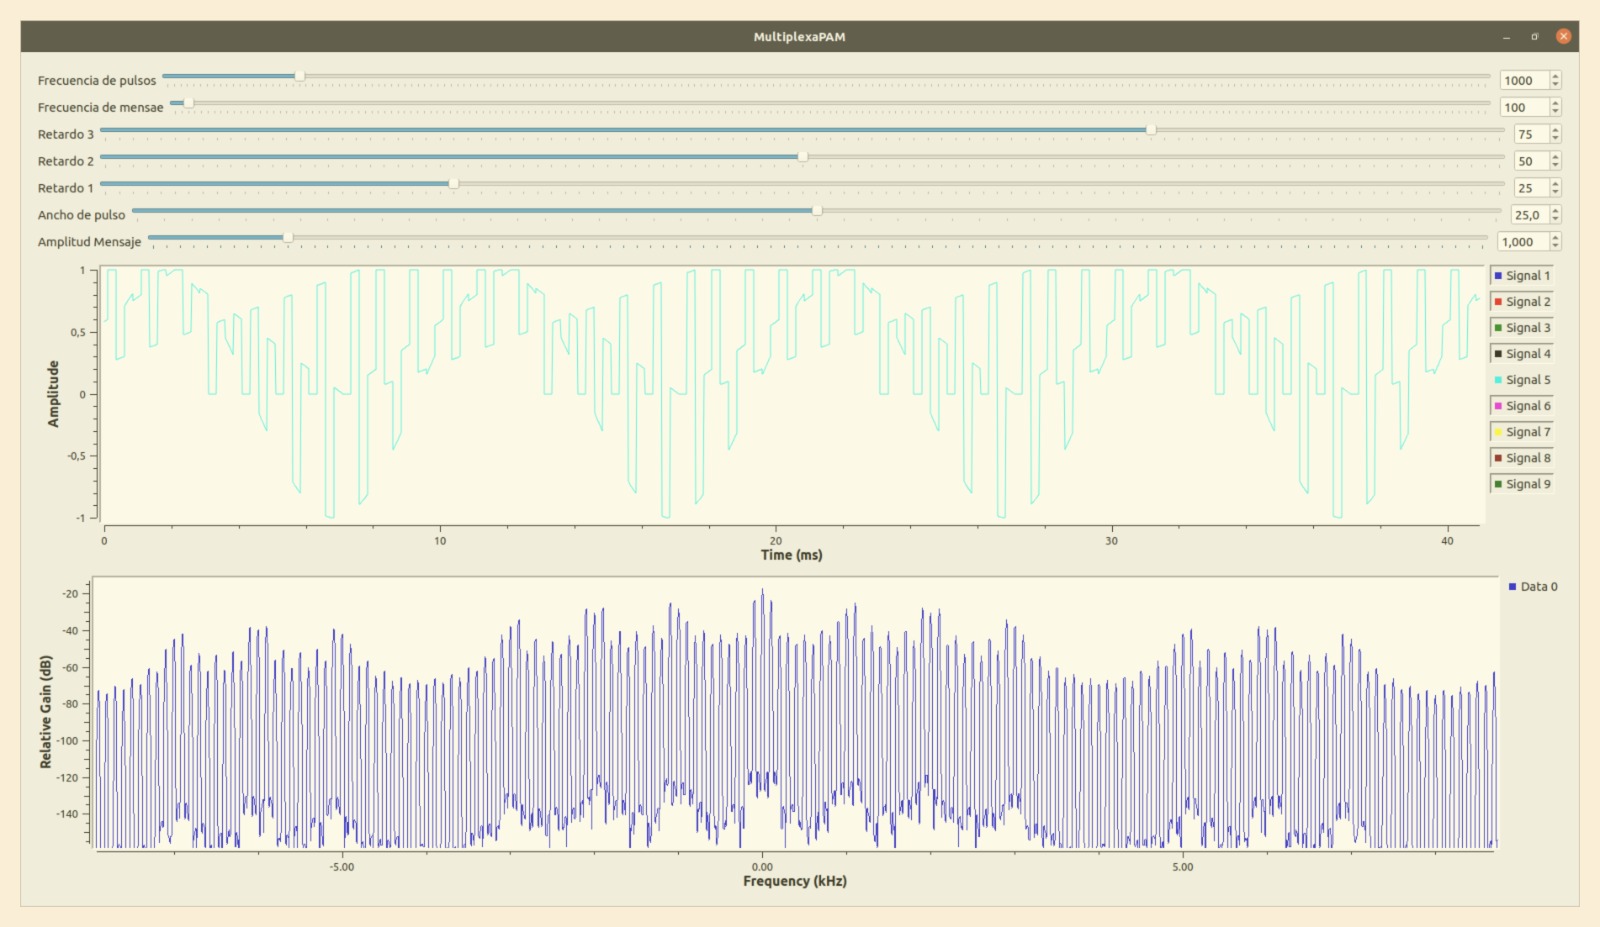 MultiplexaPAM
Frecuencia de pulsos 1000
Frecuencia de mensae 100
Retardo 3 75
Retardo 2 50
Retardo 1 25
Ancho de pulso 25,0
Amplitud Mensaje 1,000
Amplitude
1
0,5
0
-0,5
-1
0 10 20 30 40
Time (ms)
Signal 1
Signal 2
Signal 3
Signal 4
Signal 5
Signal 6
Signal 7
Signal 8
Signal 9
Relative Gain (dB)
-20
-40
-60
-80
-100
-120
-140
-5.00 0.00 5.00
Frequency (kHz)
Data 0